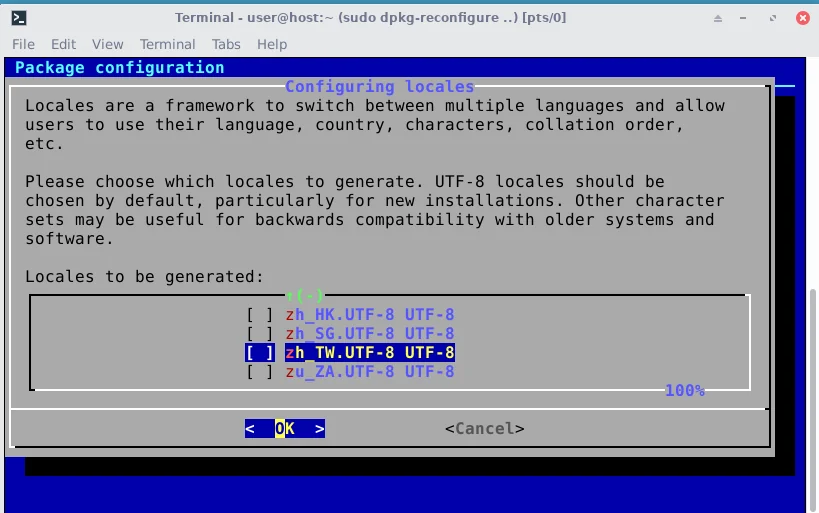 Terminal - user@host:~ (sudo dpkg-reconfigure ..) [pts/0]
File Edit View Terminal Tabs Help
Package configuration
Configuring locales
Locales are a framework to switch between multiple languages and allow
users to use their language, country, characters, collation order,
etc.
Please choose which locales to generate. UTF-8 locales should be
chosen by default, particularly for new installations. Other character
sets may be useful for backwards compatibility with older systems and
software.
Locales to be generated:
↑(-)
[ ] zh_HK.UTF-8 UTF-8
[ ] zh_SG.UTF-8 UTF-8
[ ] zh_TW.UTF-8 UTF-8
[ ] zu_ZA.UTF-8 UTF-8
100%
< OK > <Cancel>